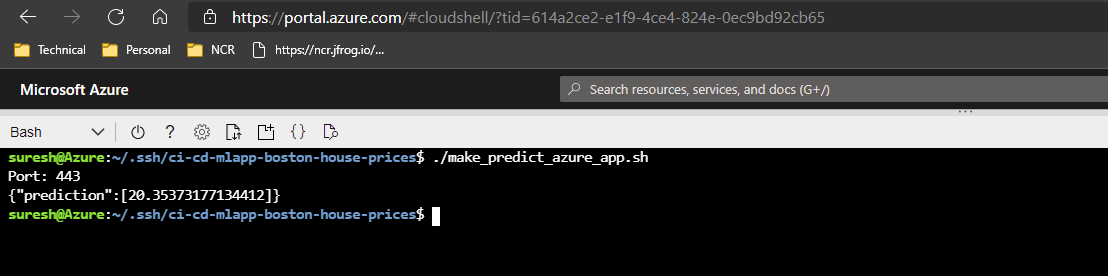 https://portal.azure.com/#cloudshell/?tid=614a2ce2-e1f9-4ce4-824e-0ec9bd92cb65
Technical Personal NCR https://ncr.jfrog.io/...
Microsoft Azure Search resources, services, and docs (G+/)
Bash
suresh@Azure:~/.ssh/ci-cd-mlapp-boston-house-prices$ ./make_predict_azure_app.sh
Port: 443
{"prediction":[20.35373177134412]}
suresh@Azure:~/.ssh/ci-cd-mlapp-boston-house-prices$